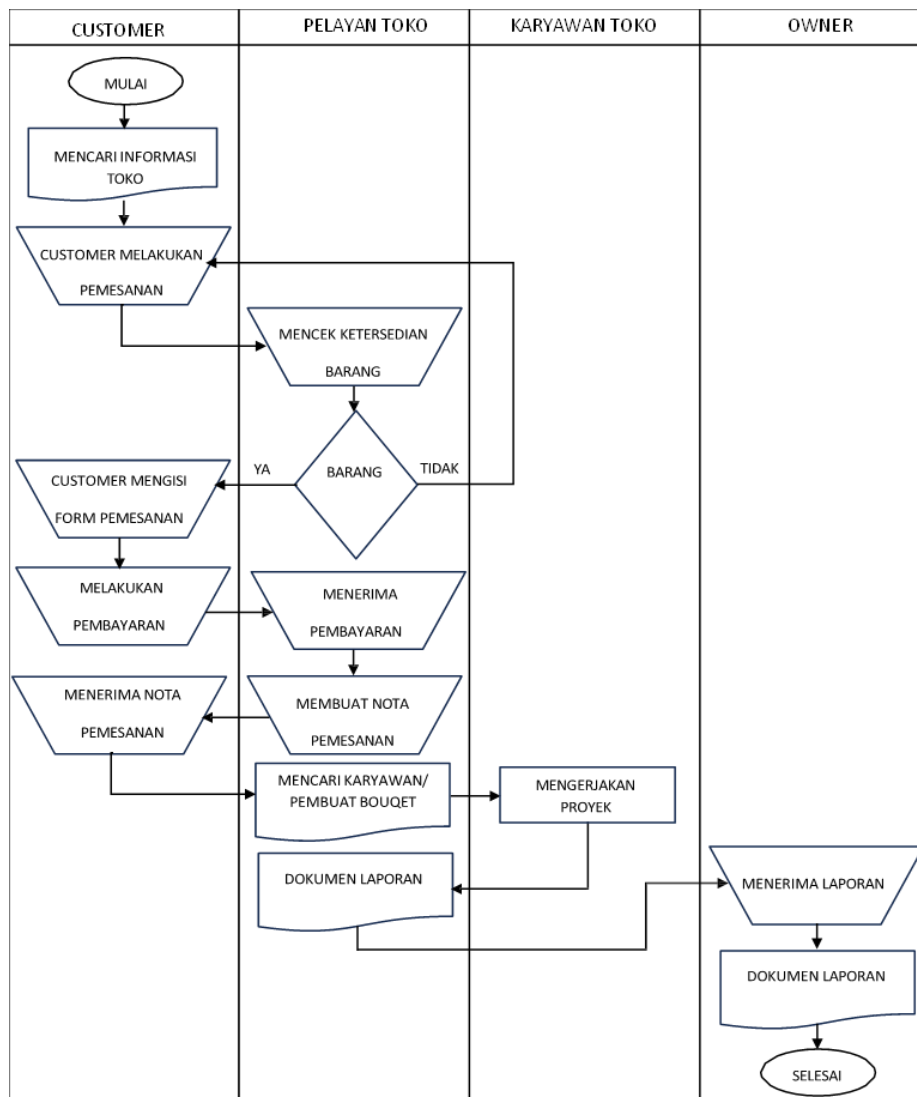 CUSTOMER
PELAYAN TOKO
KARYAWAN TOKO
OWNER
MULAI
MENCARI INFORMASI
TOKO
CUSTOMER MELAKUKAN
PEMESANAN
MENCEK KETERSEDIAN
BARANG
BARANG
YA
TIDAK
CUSTOMER MENGISI
FORM PEMESANAN
MELAKUKAN
PEMBAYARAN
MENERIMA
PEMBAYARAN
MEMBUAT NOTA
PEMESANAN
MENERIMA NOTA
PEMESANAN
MENCARI KARYAWAN/
PEMBUAT BOUQET
MENGERJAKAN
PROYEK
DOKUMEN LAPORAN
MENERIMA LAPORAN
DOKUMEN LAPORAN
SELESAI